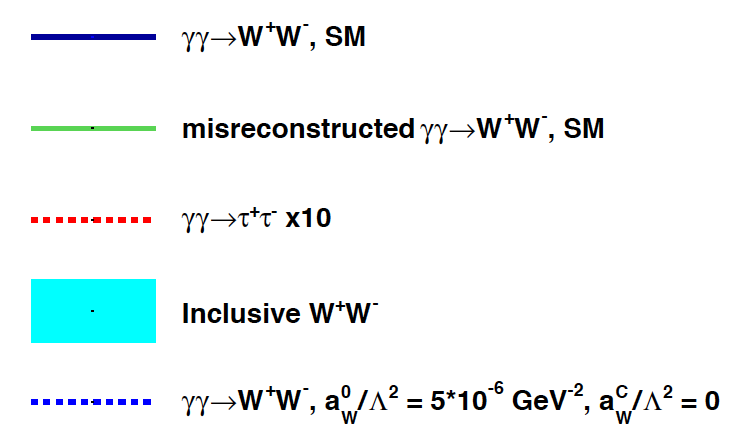 γγ→W⁺W⁻, SM
misreconstructed γγ→W⁺W⁻, SM
γγ→τ⁺τ⁻ x10
Inclusive W⁺W⁻
γγ→W⁺W⁻, a⁰_W/Λ² = 5*10⁻⁶ GeV⁻², a^C_W/Λ² = 0